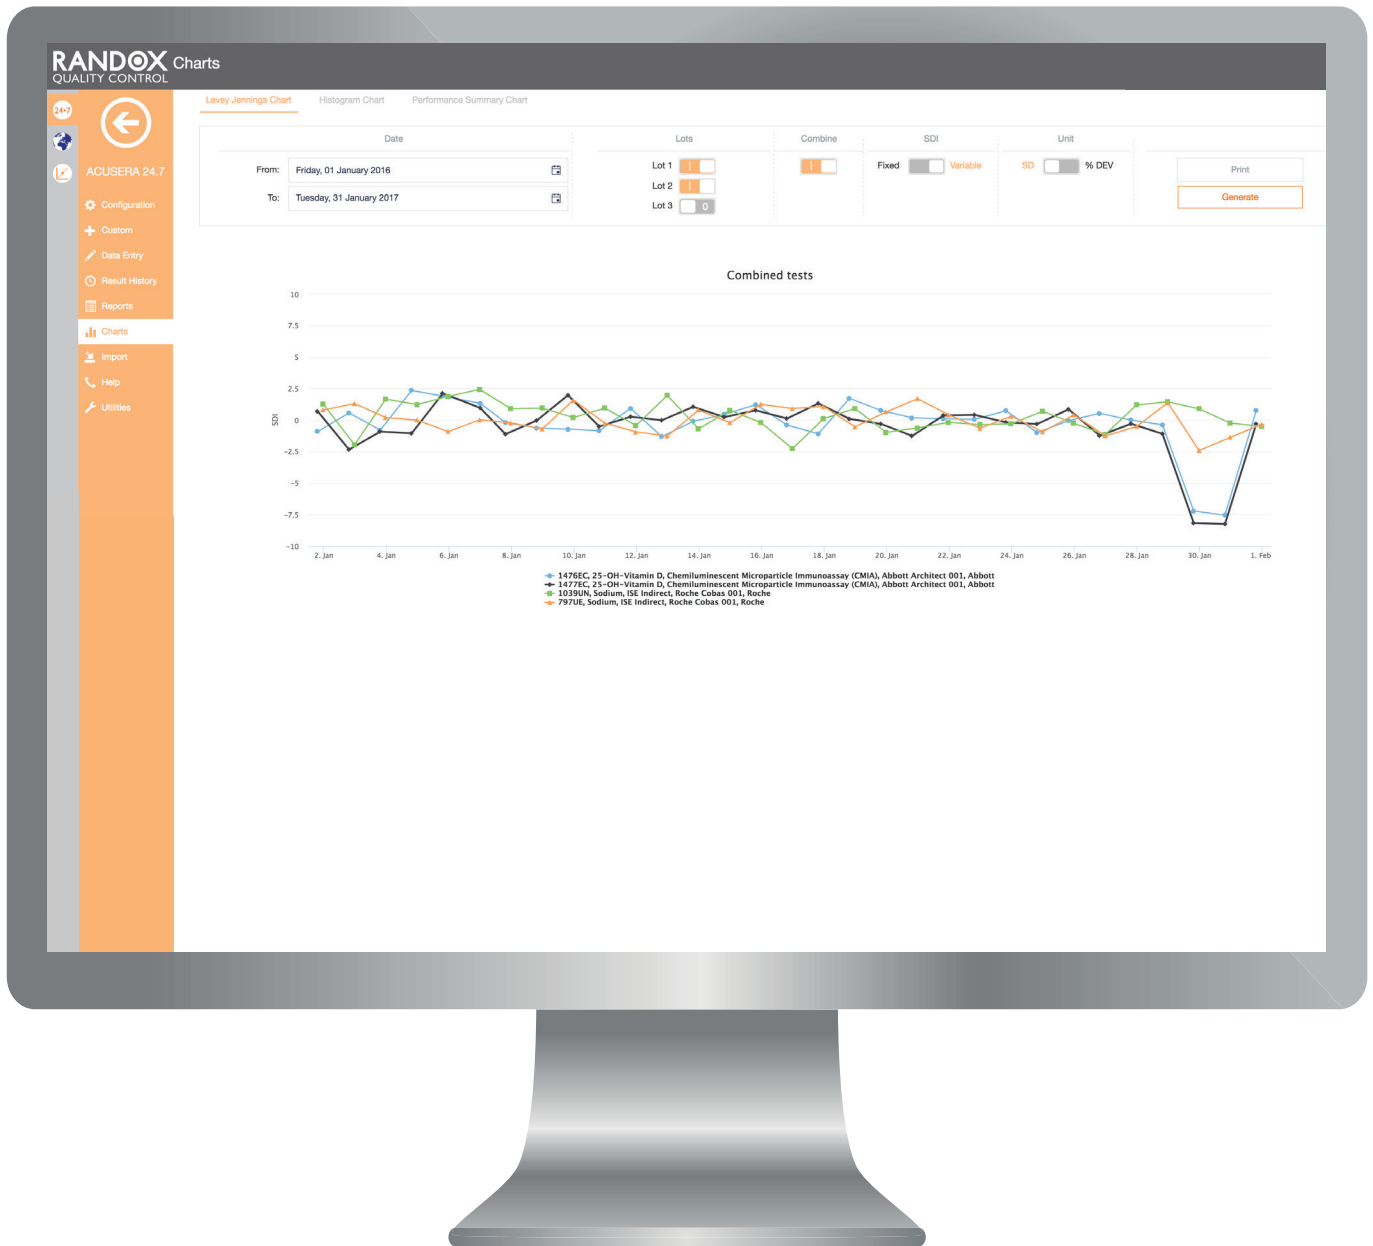 RANDOX Charts
QUALITY CONTROL
24•7
ACUSERA 24.7
Configuration
Custom
Data Entry
Result History
Reports
Charts
Import
Help
Utilities
Levey Jennings Chart Histogram Chart Performance Summary Chart
Date Lots Combine SDI Unit
From: Friday, 01 January 2016 Lot 1 Fixed Variable SD % DEV Print
To: Tuesday, 31 January 2017 Lot 2 Generate
Lot 3 0
Combined tests
10
7.5
5
2.5
0
-2.5
-5
-7.5
-10
SDI
2. Jan 4. Jan 6. Jan 8. Jan 10. Jan 12. Jan 14. Jan 16. Jan 18. Jan 20. Jan 22. Jan 24. Jan 26. Jan 28. Jan 30. Jan 1. Feb
1476EC, 25-OH-Vitamin D, Chemiluminescent Microparticle Immunoassay (CMIA), Abbott Architect 001, Abbott
1477EC, 25-OH-Vitamin D, Chemiluminescent Microparticle Immunoassay (CMIA), Abbott Architect 001, Abbott
1039UN, Sodium, ISE Indirect, Roche Cobas 001, Roche
797UE, Sodium, ISE Indirect, Roche Cobas 001, Roche